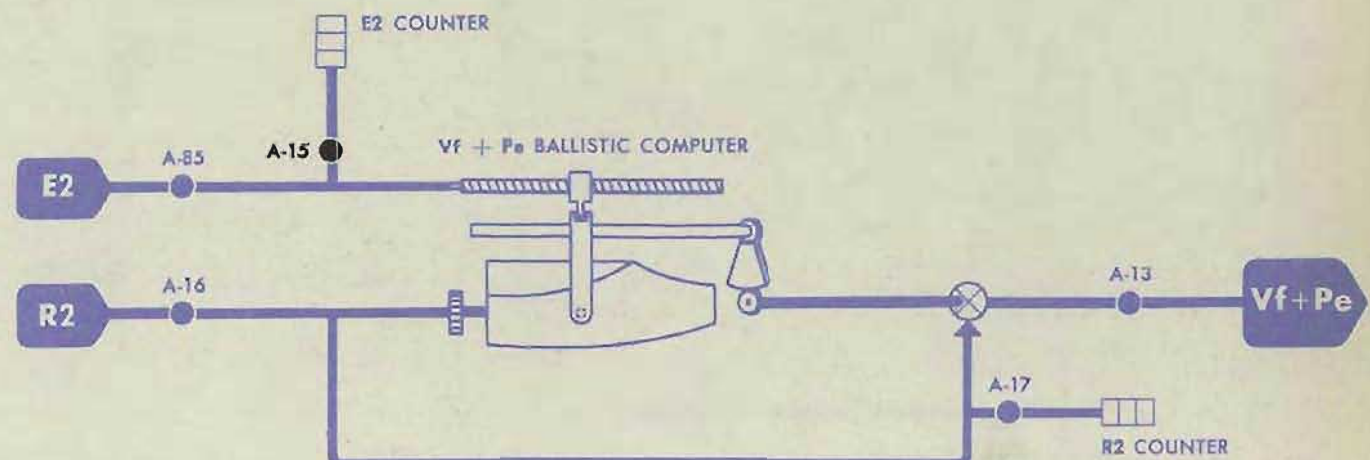 E2 COUNTER
A-15
Vf + Pe BALLISTIC COMPUTER
A-85
E2
A-16
R2
A-13
Vf+Pe
A-17
R2 COUNTER